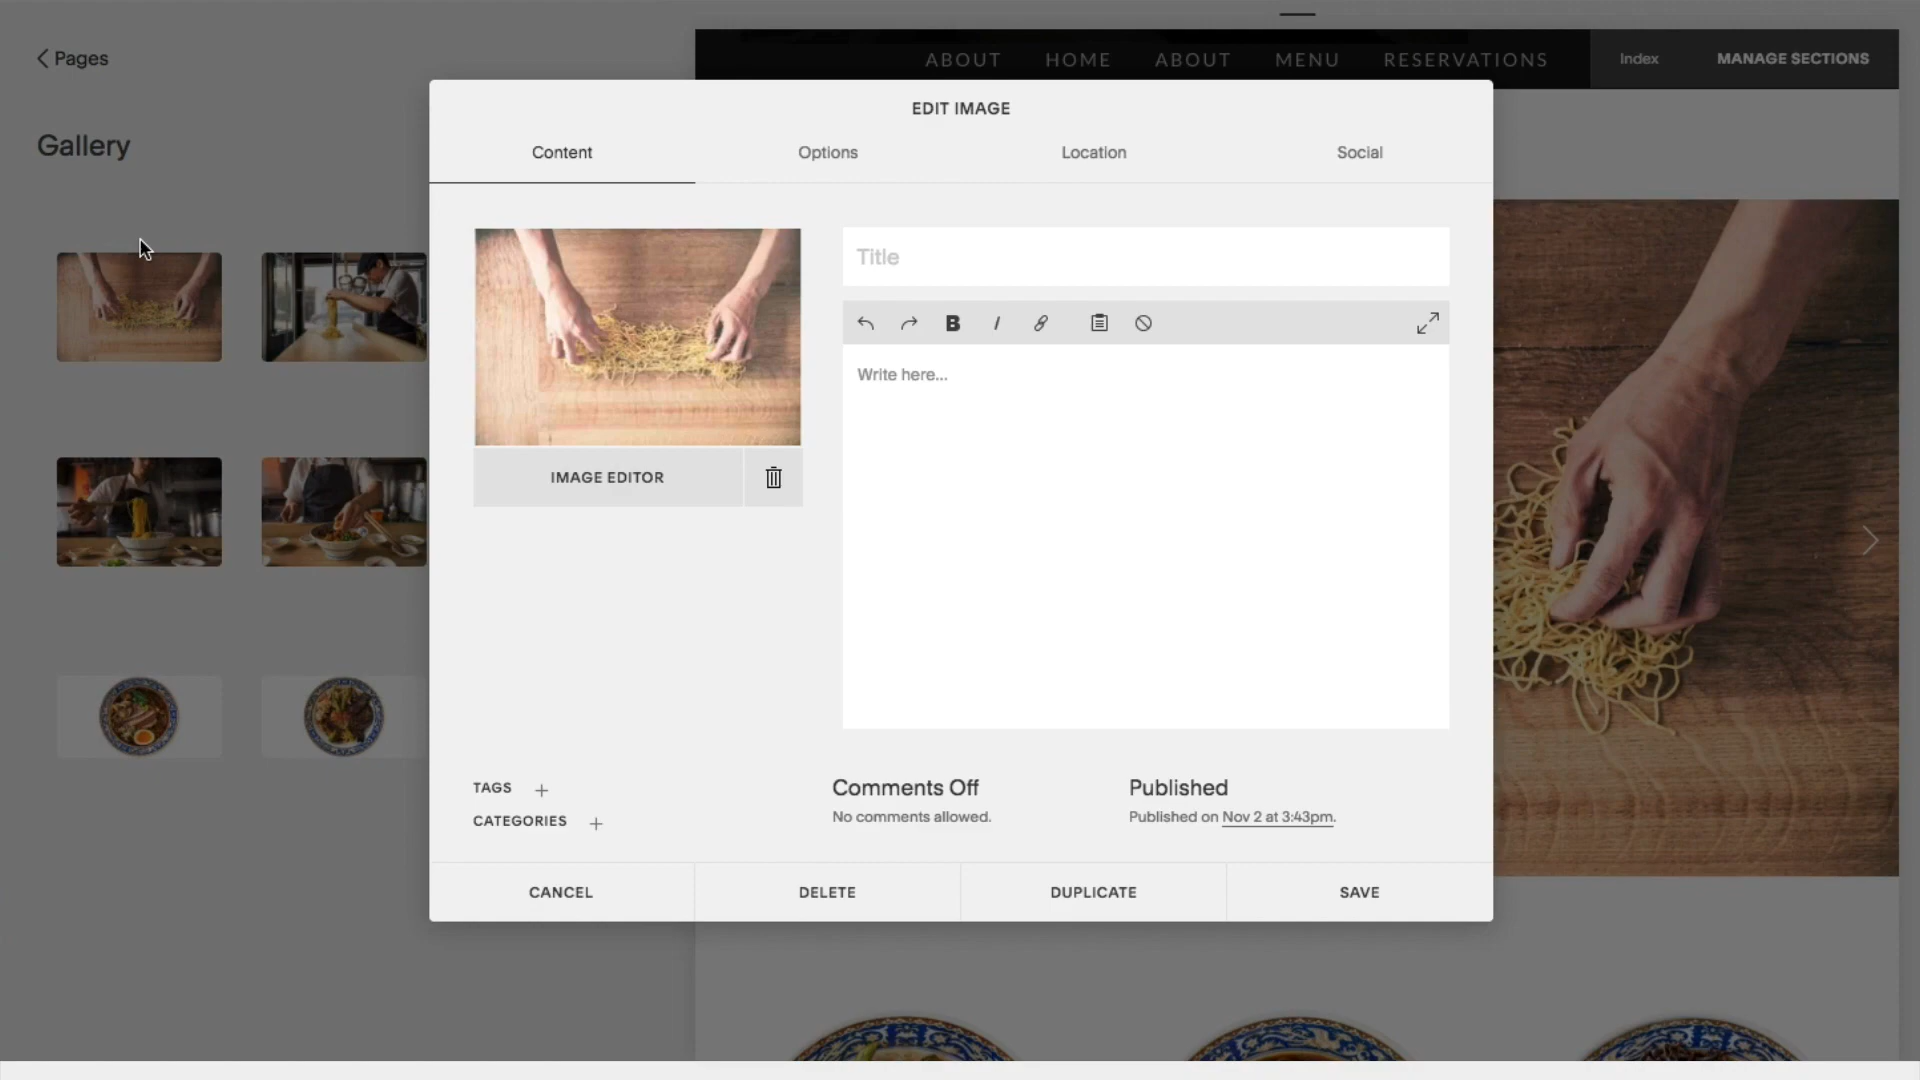 Pages
ABOUT HOME ABOUT MENU RESERVATIONS Index MANAGE SECTIONS
EDIT IMAGE
Content Options Location Social
Gallery
Title
B I
Write here...
IMAGE EDITOR
TAGS +
CATEGORIES +
Comments Off
No comments allowed.
Published
Published on Nov 2 at 3:43pm.
CANCEL DELETE DUPLICATE SAVE